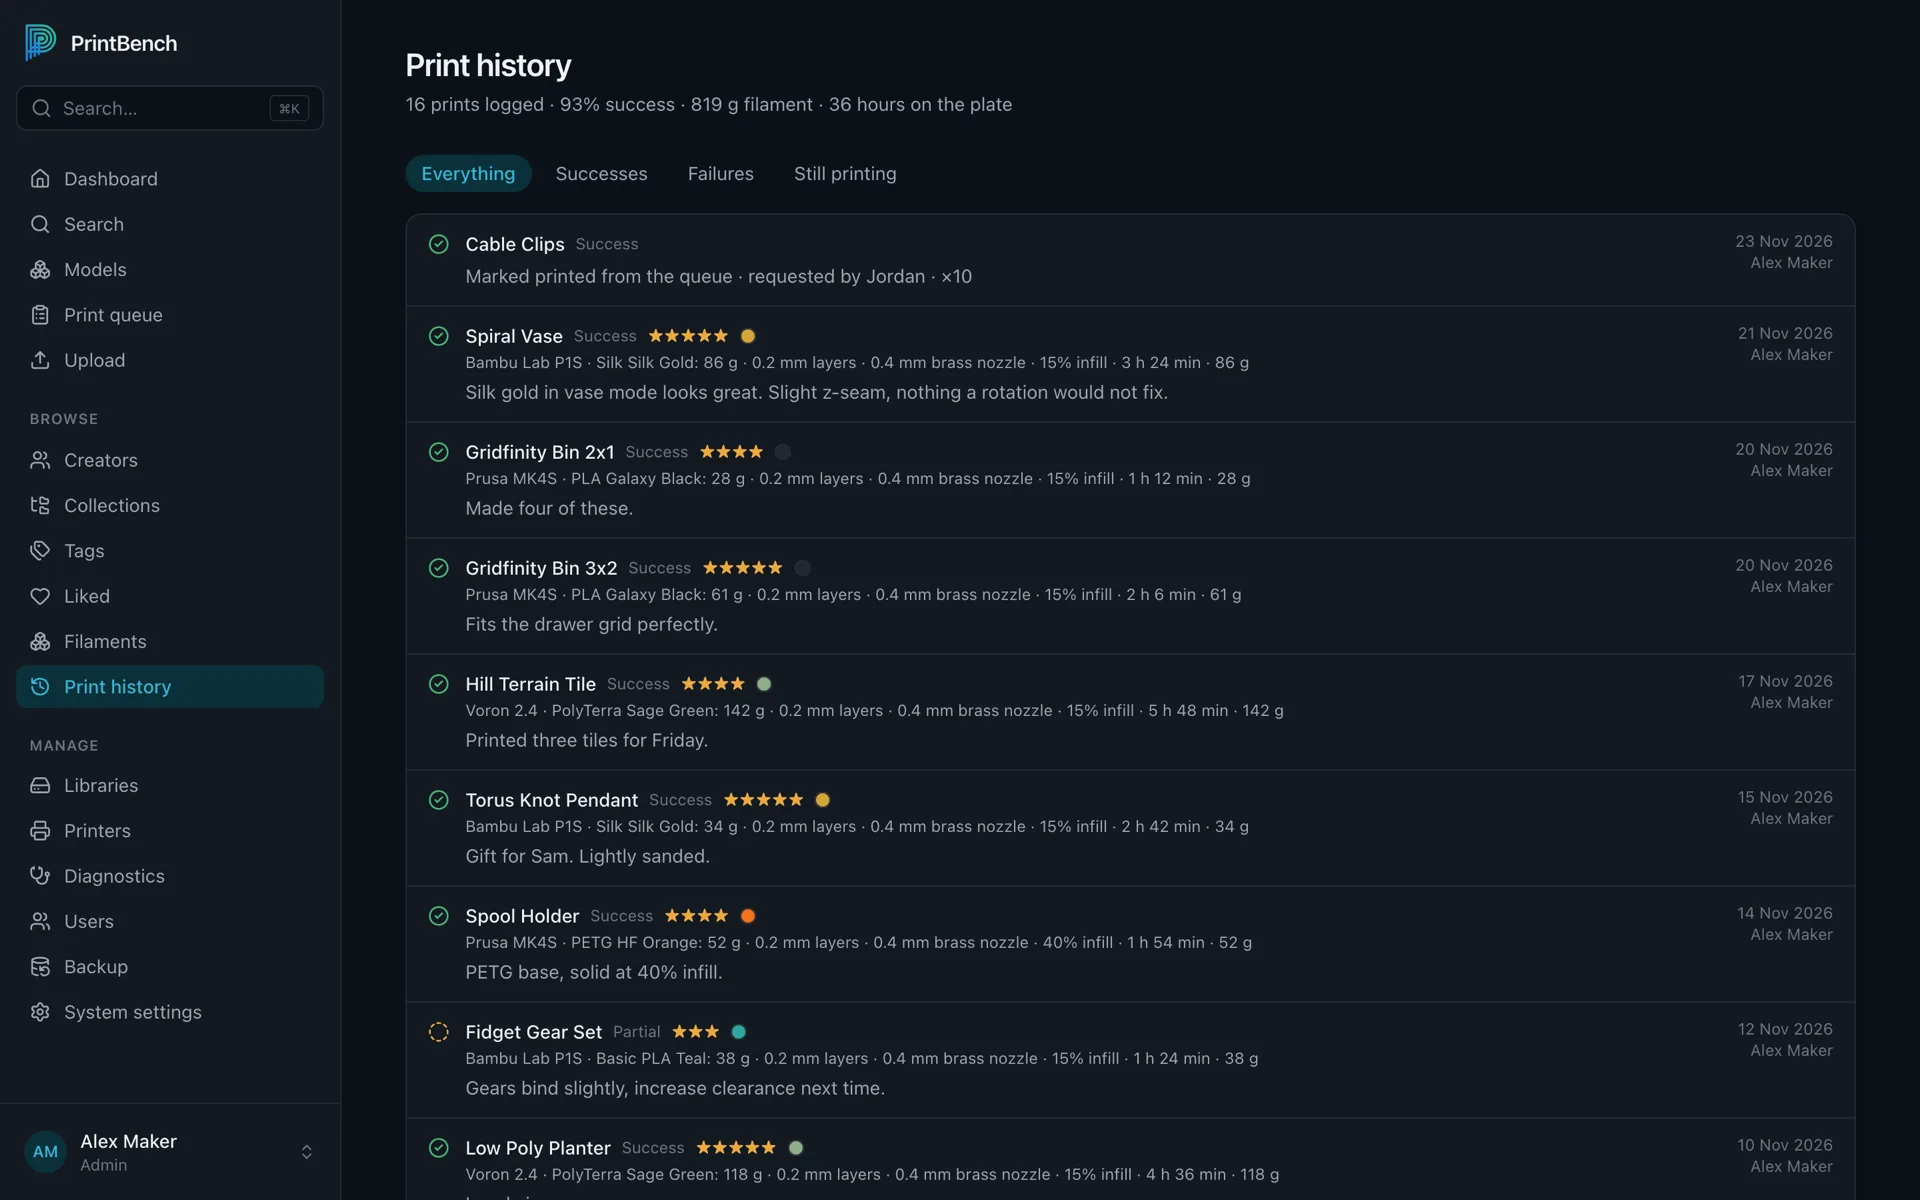 PrintBench
Search...
⌘K
Dashboard
Search
Models
Print queue
Upload
BROWSE
Creators
Collections
Tags
Liked
Filaments
Print history
MANAGE
Libraries
Printers
Diagnostics
Users
Backup
System settings
AM
Alex Maker
Admin
Print history
16 prints logged · 93% success · 819 g filament · 36 hours on the plate
Everything Successes Failures Still printing
Cable Clips Success
23 Nov 2026
Alex Maker
Marked printed from the queue · requested by Jordan · ×10
Spiral Vase Success ★★★★★
21 Nov 2026
Alex Maker
Bambu Lab P1S · Silk Silk Gold: 86 g · 0.2 mm layers · 0.4 mm brass nozzle · 15% infill · 3 h 24 min · 86 g
Silk gold in vase mode looks great. Slight z-seam, nothing a rotation would not fix.
Gridfinity Bin 2x1 Success ★★★★
20 Nov 2026
Alex Maker
Prusa MK4S · PLA Galaxy Black: 28 g · 0.2 mm layers · 0.4 mm brass nozzle · 15% infill · 1 h 12 min · 28 g
Made four of these.
Gridfinity Bin 3x2 Success ★★★★★
20 Nov 2026
Alex Maker
Prusa MK4S · PLA Galaxy Black: 61 g · 0.2 mm layers · 0.4 mm brass nozzle · 15% infill · 2 h 6 min · 61 g
Fits the drawer grid perfectly.
Hill Terrain Tile Success ★★★★
17 Nov 2026
Alex Maker
Voron 2.4 · PolyTerra Sage Green: 142 g · 0.2 mm layers · 0.4 mm brass nozzle · 15% infill · 5 h 48 min · 142 g
Printed three tiles for Friday.
Torus Knot Pendant Success ★★★★★
15 Nov 2026
Alex Maker
Bambu Lab P1S · Silk Silk Gold: 34 g · 0.2 mm layers · 0.4 mm brass nozzle · 15% infill · 2 h 42 min · 34 g
Gift for Sam. Lightly sanded.
Spool Holder Success ★★★★
14 Nov 2026
Alex Maker
Prusa MK4S · PETG HF Orange: 52 g · 0.2 mm layers · 0.4 mm brass nozzle · 40% infill · 1 h 54 min · 52 g
PETG base, solid at 40% infill.
Fidget Gear Set Partial ★★★
12 Nov 2026
Alex Maker
Bambu Lab P1S · Basic PLA Teal: 38 g · 0.2 mm layers · 0.4 mm brass nozzle · 15% infill · 1 h 24 min · 38 g
Gears bind slightly, increase clearance next time.
Low Poly Planter Success ★★★★★
10 Nov 2026
Alex Maker
Voron 2.4 · PolyTerra Sage Green: 118 g · 0.2 mm layers · 0.4 mm brass nozzle · 15% infill · 4 h 36 min · 118 g